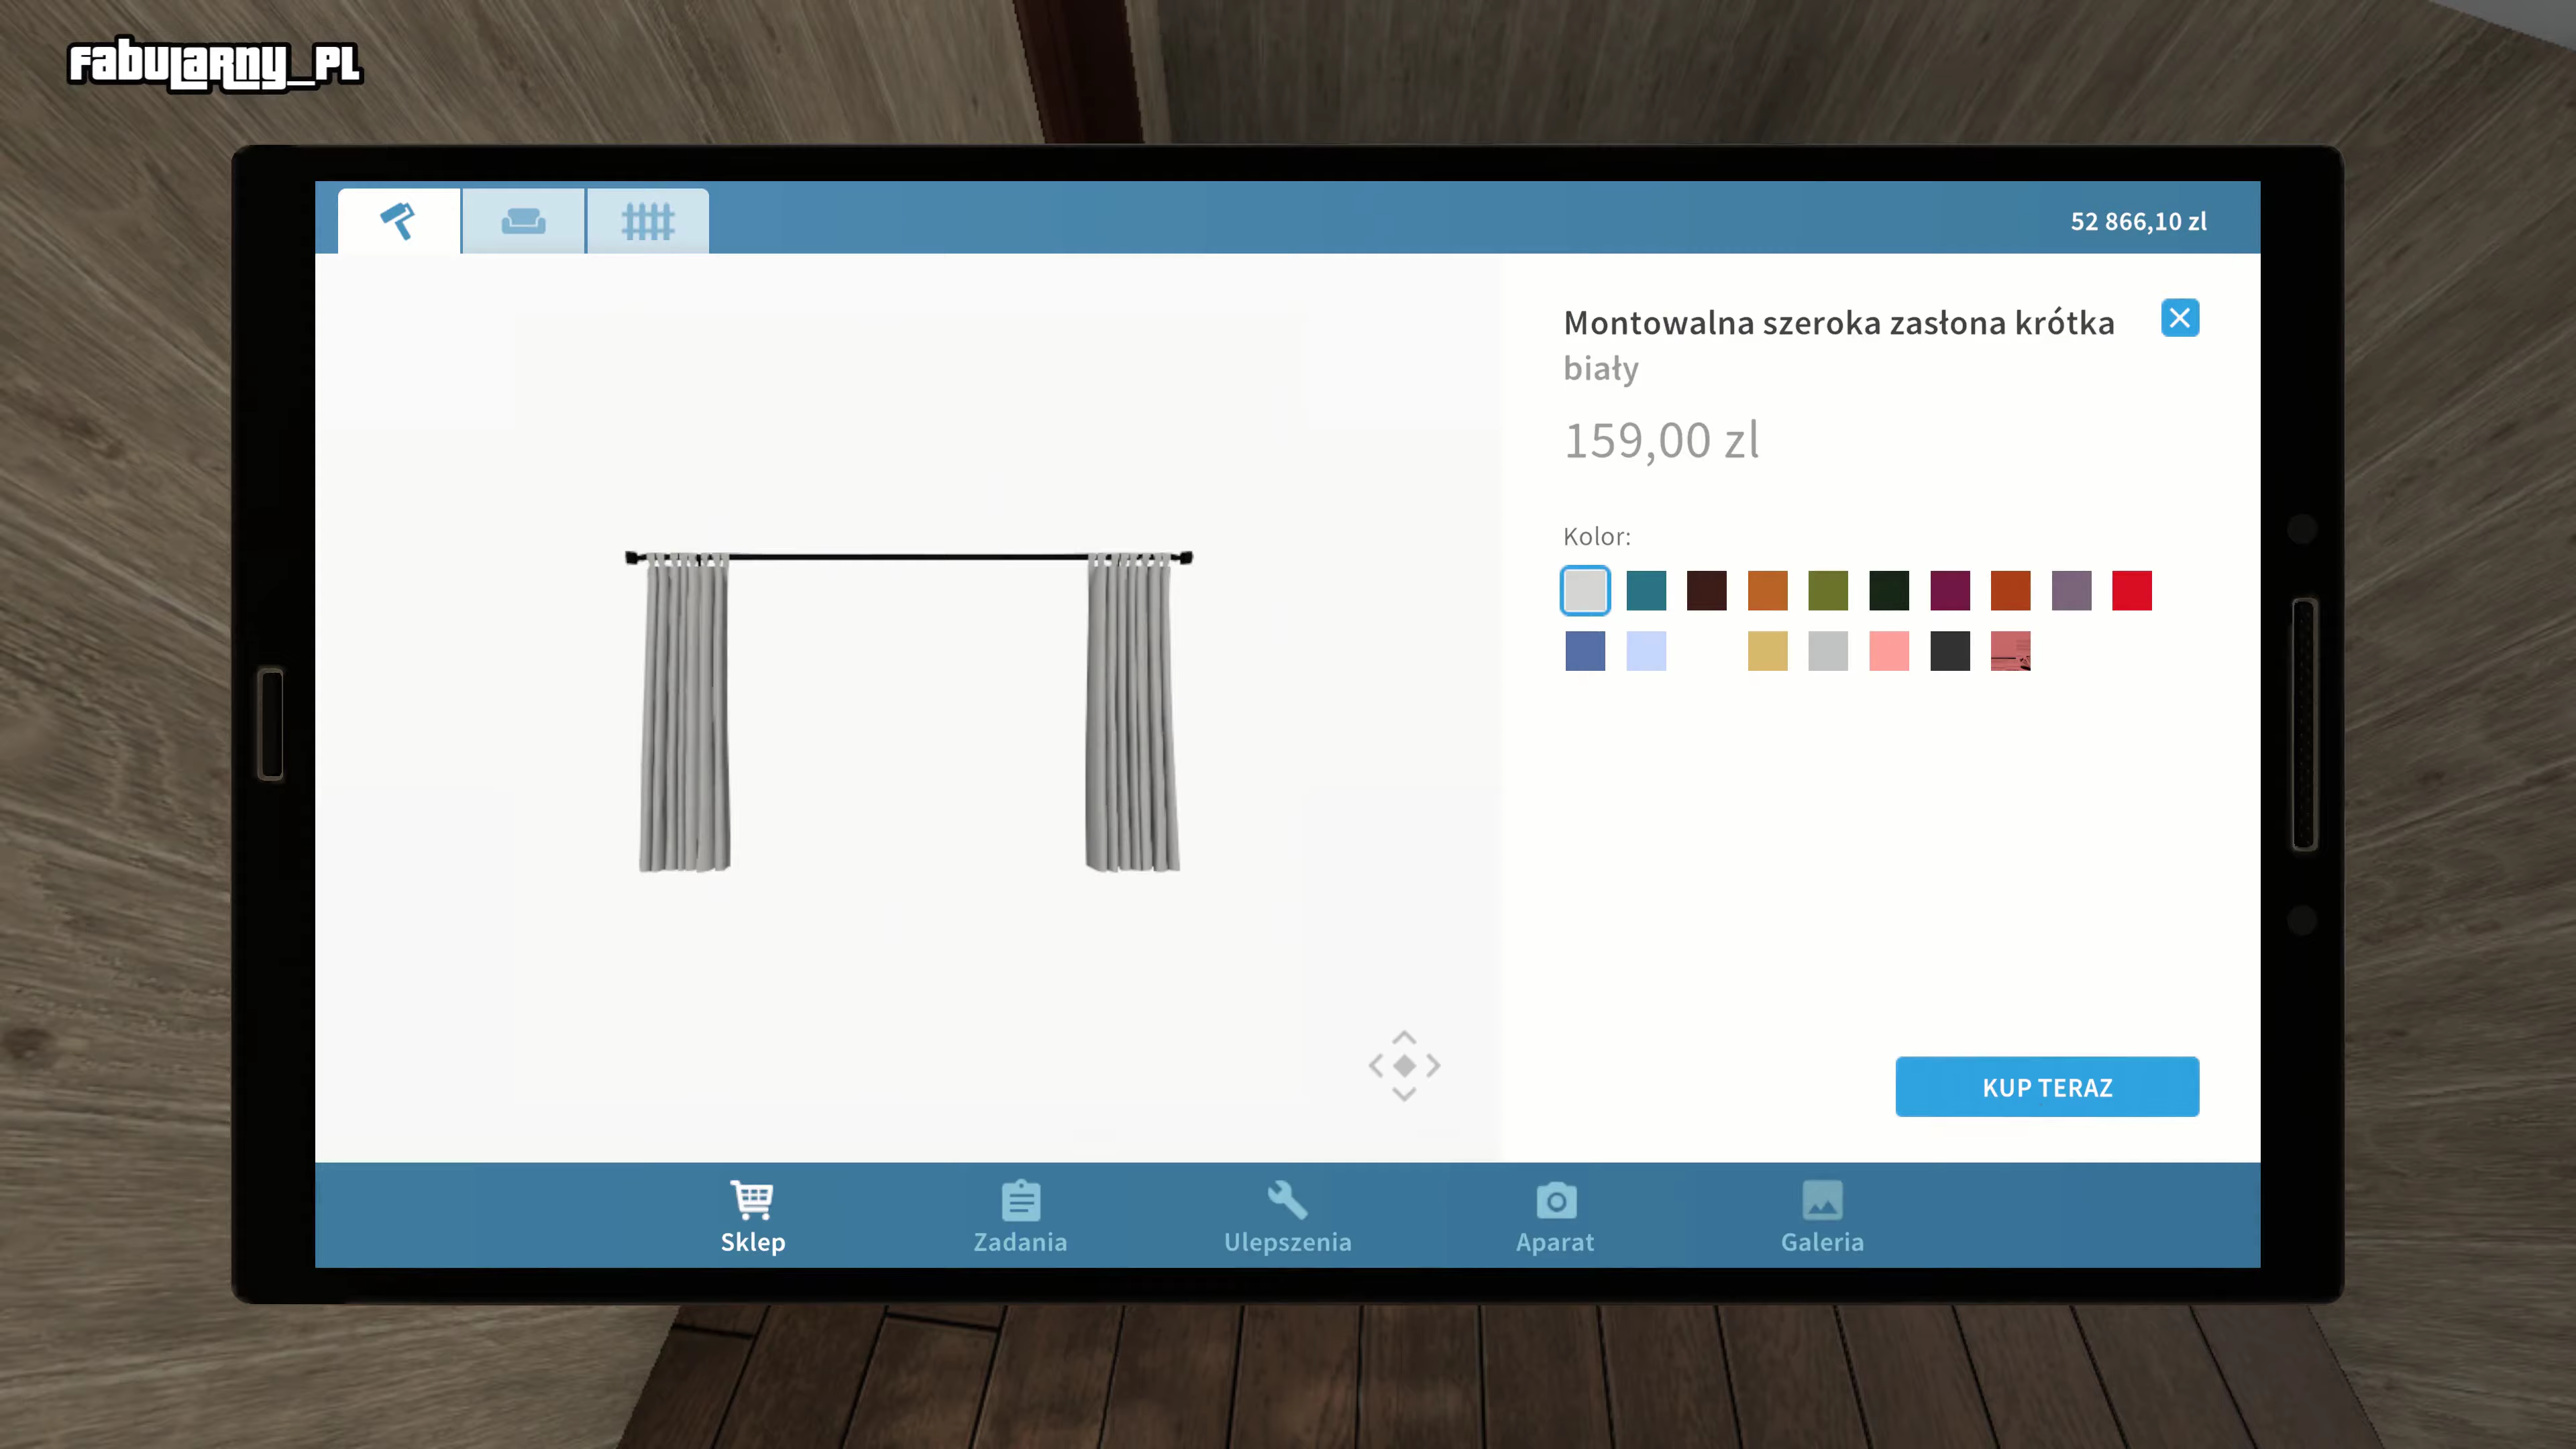 FABULARNY_PL
52 866,10 zl
Montowalna szeroka zasłona krótka
biały
159,00 zl
Kolor:
KUP TERAZ
Sklep
Zadania
Ulepszenia
Aparat
Galeria